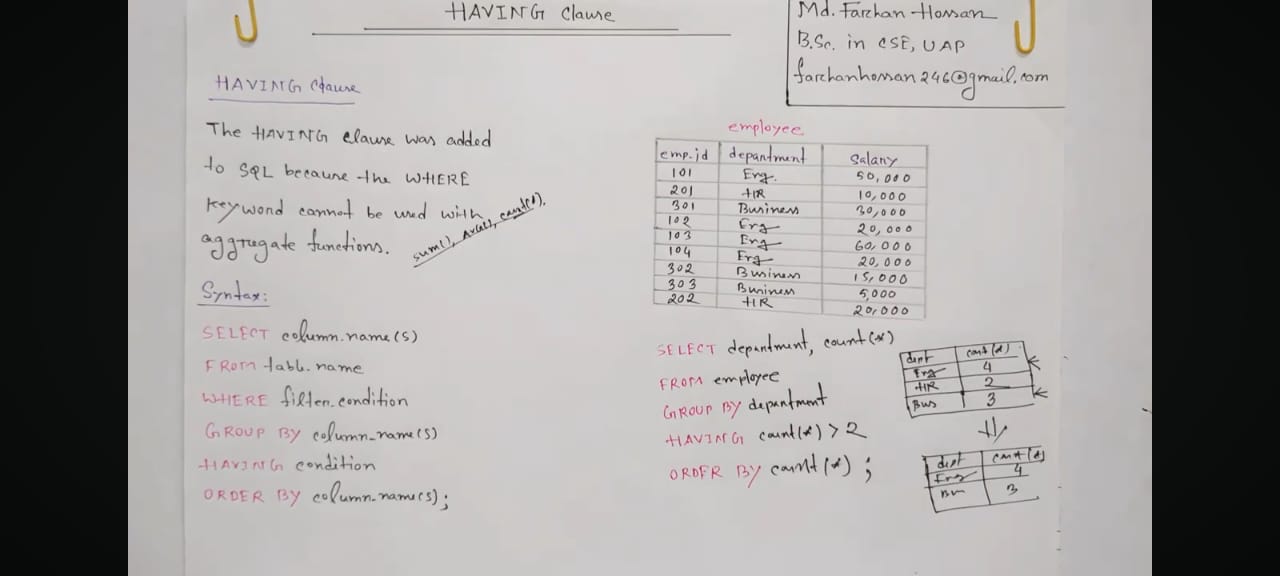 HAVING Clause
Md. Farhan Hossan
B.Sc. in CSE, UAP
farhanhossan246@gmail.com
HAVING Clause
The HAVING clause was added
to SQL because the WHERE
keyword cannot be used with
aggregate functions.
sum(), Avg(), count(*).
Syntax:
SELECT column_name(s)
FROM table_name
WHERE filter_condition
GROUP BY column_name(s)
HAVING condition
ORDER BY column_name(s);
employee
emp_id department Salary
101 Eng. 50,000
201 HR 10,000
301 Business 30,000
102 Eng 20,000
103 Eng 60,000
104 Eng 20,000
302 Business 15,000
303 Business 5,000
202 HR 20,000
SELECT department, count(*)
FROM employee
GROUP BY department
HAVING count(*) > 2
ORDER BY count(*) ;
dept count(*)
Eng 4
HR 2
Bus 3
dept count(*)
Eng 4
Bus 3